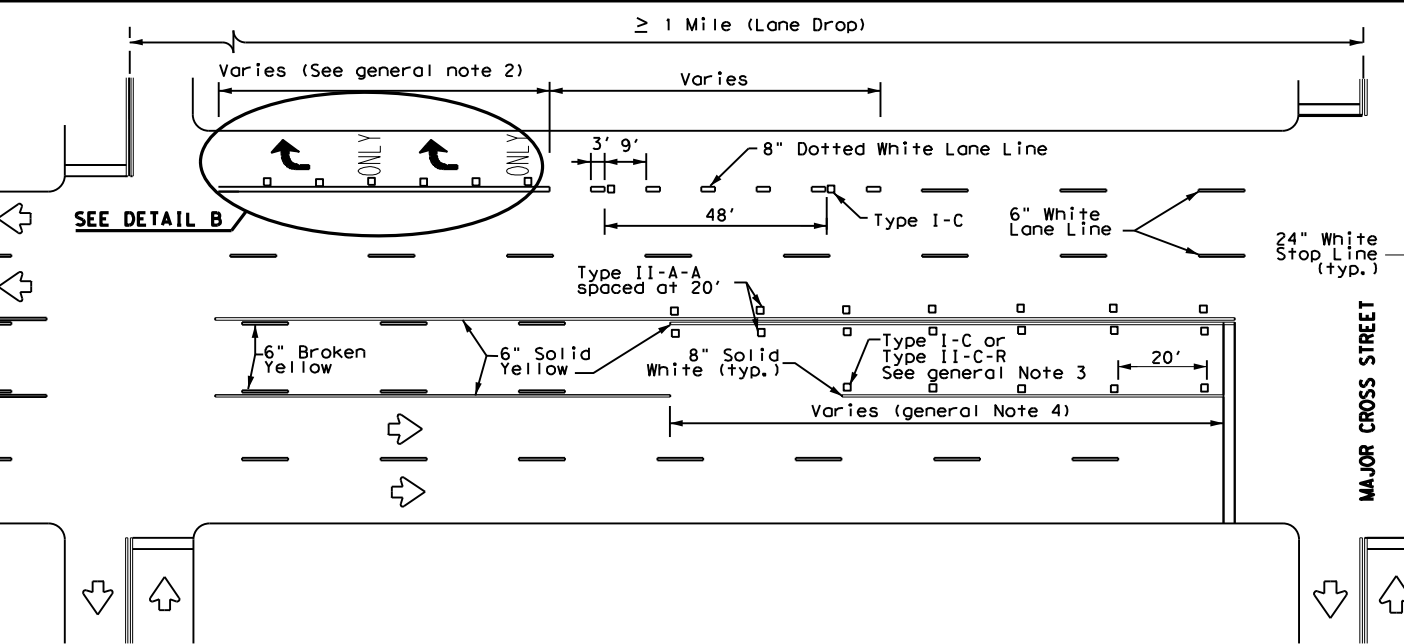 ≥ 1 Mile (Lane Drop)
Varies (See general note 2)
Varies
ONLY
ONLY
3' 9'
8" Dotted White Lane Line
SEE DETAIL B
48'
Type I-C
6" White
Lane Line
24" White
Stop Line
(typ.)
Type II-A-A
spaced at 20'
6" Broken
Yellow
6" Solid
Yellow
8" Solid
White (typ.)
Type I-C or
Type II-C-R
See general Note 3
20'
Varies (general Note 4)
MAJOR CROSS STREET